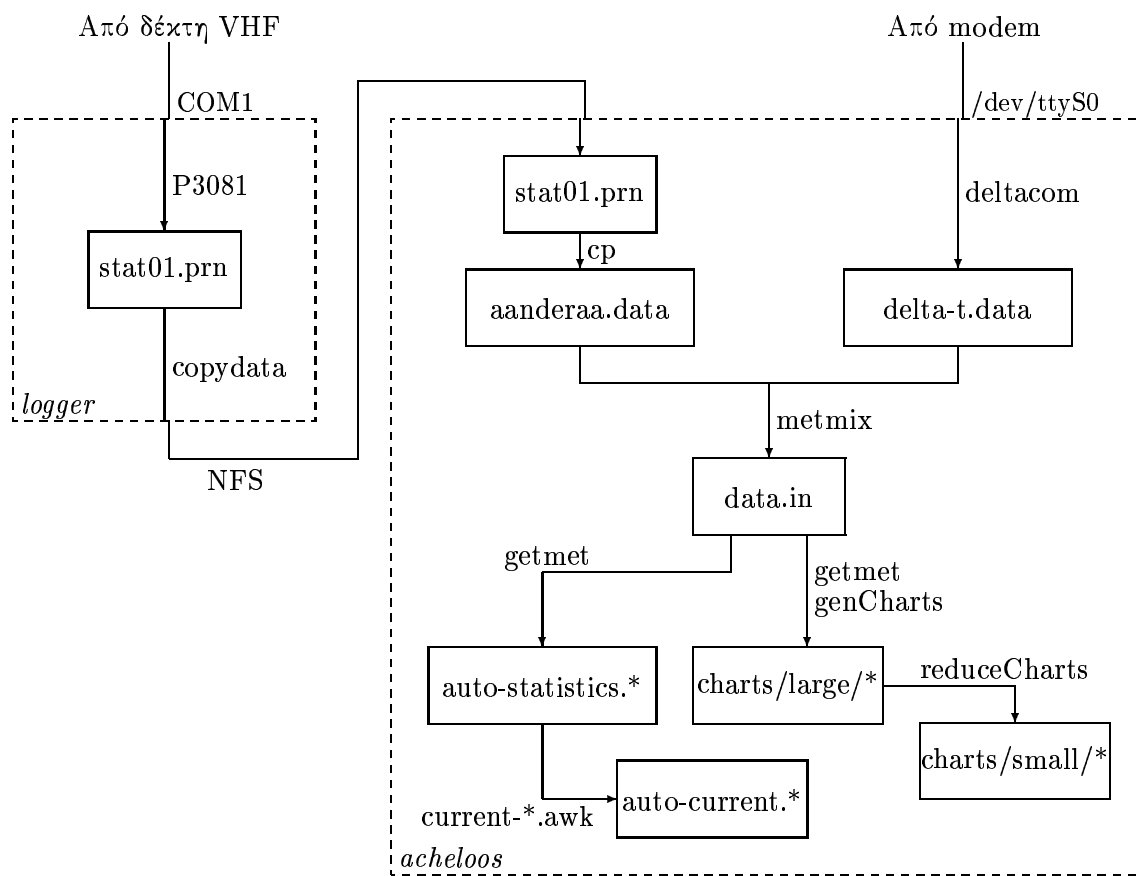 Από δέκτη VHF
Από modem
COM1
/dev/ttyS0
P3081
stat01.prn
copydata
logger
NFS
stat01.prn
cp
deltacom
aanderaa.data
delta-t.data
metmix
data.in
getmet
getmet
genCharts
auto-statistics.*
charts/large/*
reduceCharts
charts/small/*
current-*.awk
auto-current.*
acheloos